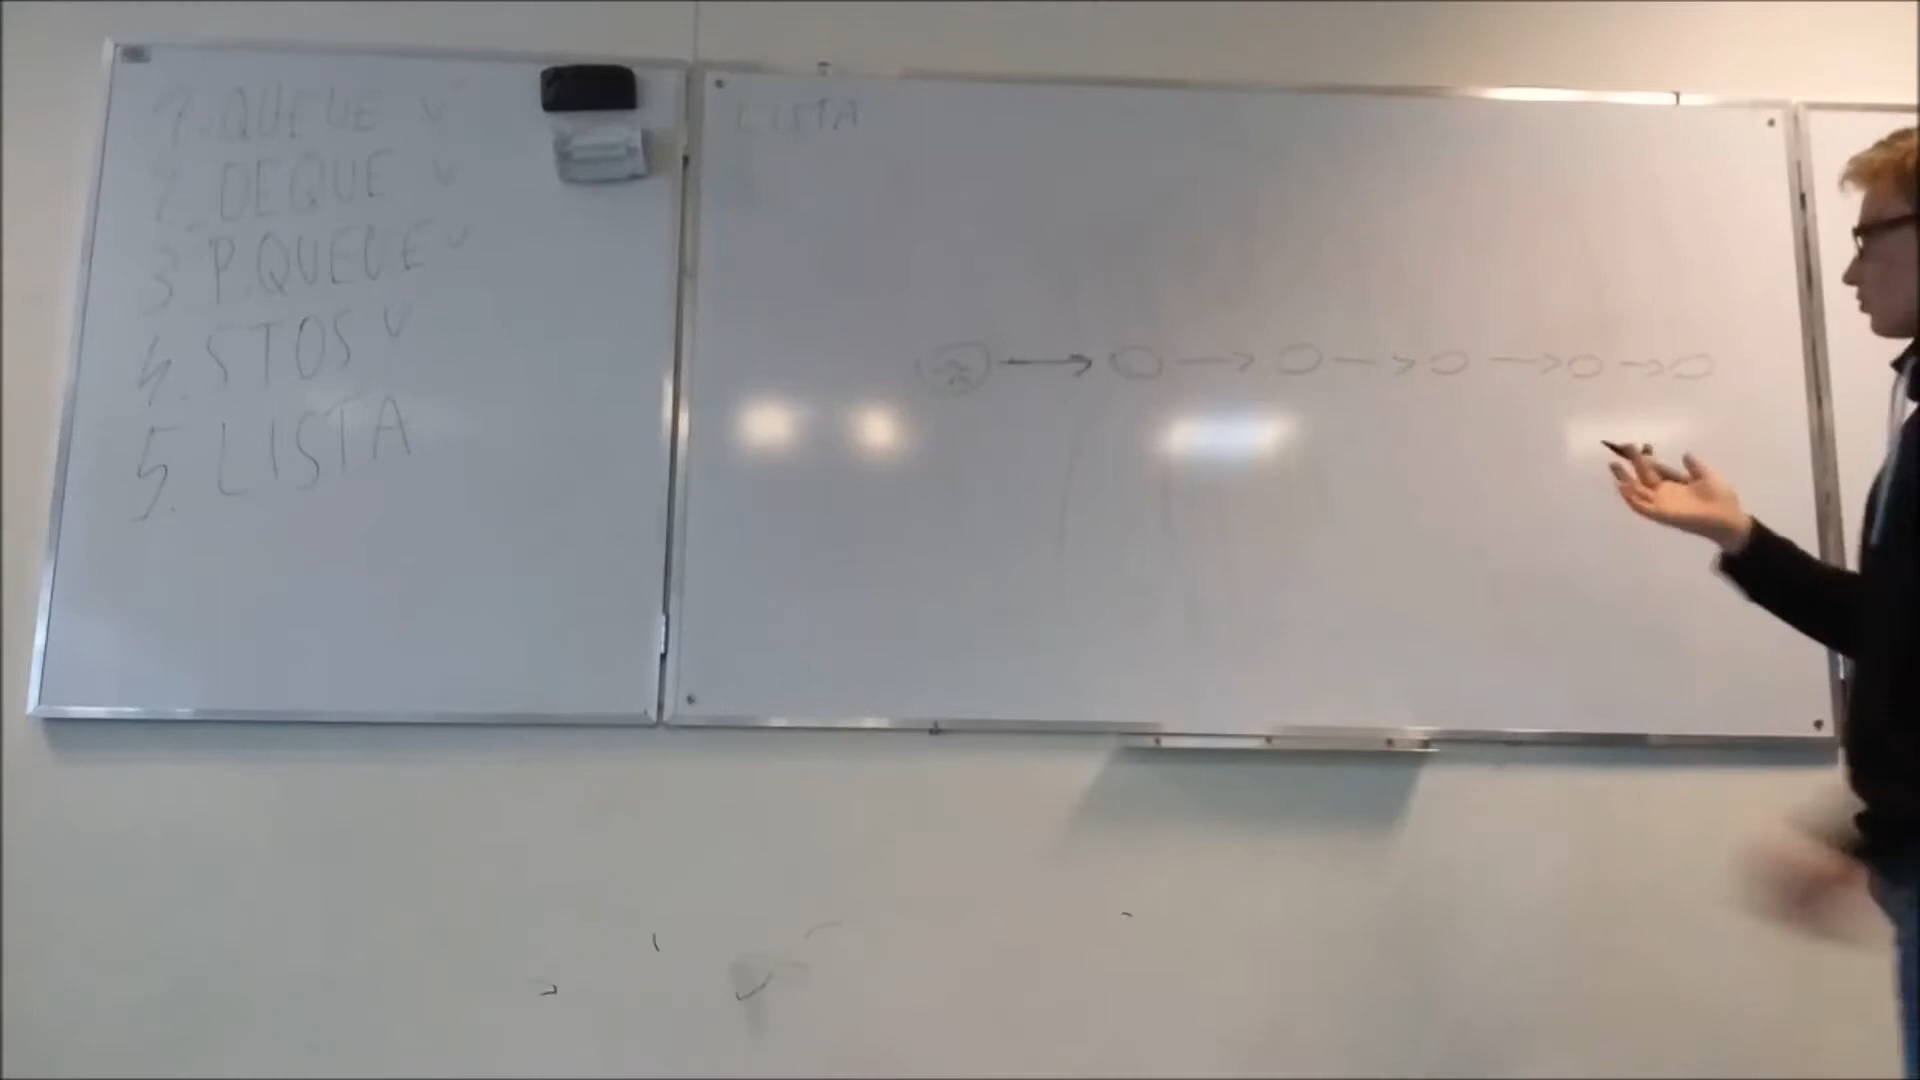 1. QUEUE ✓
2. DEQUE ✓
3. P.QUEUE ✓
4. STOS ✓
5. LISTA
LISTA